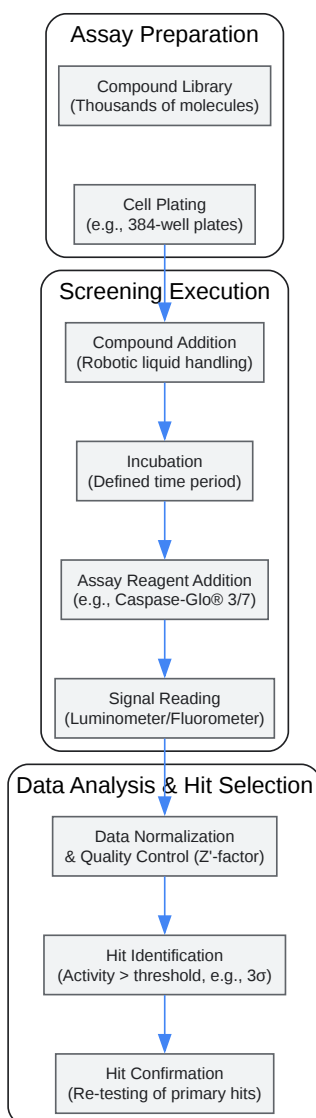 Assay Preparation
Compound Library
(Thousands of molecules)
Cell Plating
(e.g., 384-well plates)
Screening Execution
Compound Addition
(Robotic liquid handling)
Incubation
(Defined time period)
Assay Reagent Addition
(e.g., Caspase-Glo® 3/7)
Signal Reading
(Luminometer/Fluorometer)
Data Analysis & Hit Selection
Data Normalization
& Quality Control (Z'-factor)
Hit Identification
(Activity > threshold, e.g., 3σ)
Hit Confirmation
(Re-testing of primary hits)